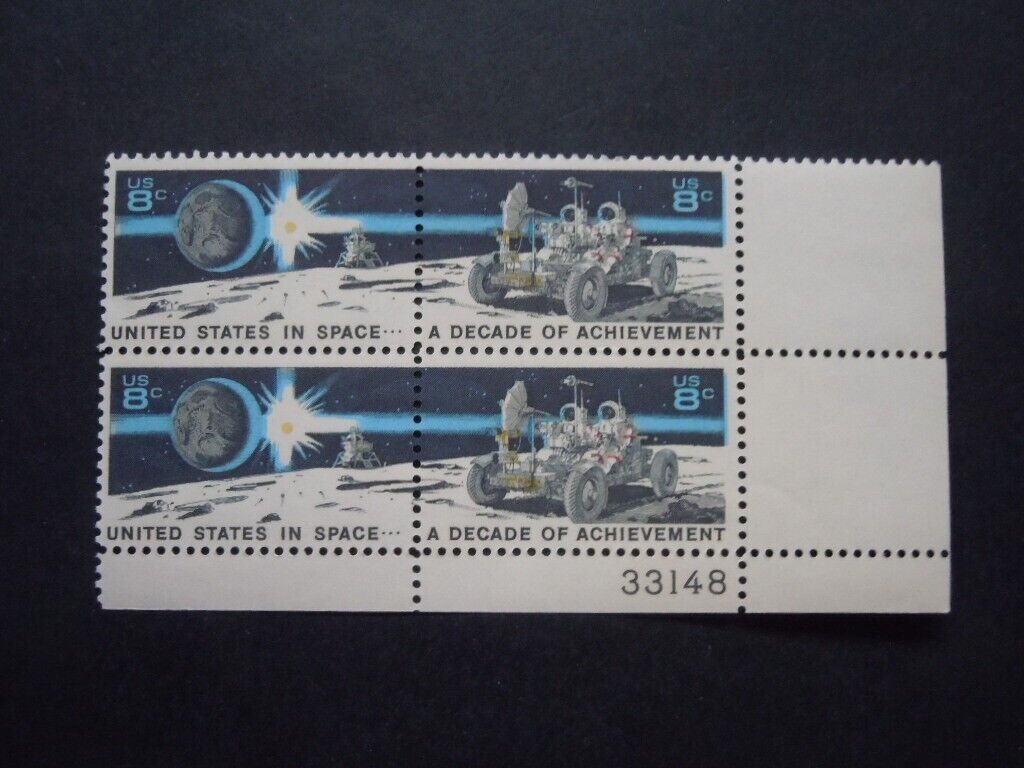 US
8c
US
8c
UNITED STATES IN SPACE...
A DECADE OF ACHIEVEMENT
US
8c
US
8c
UNITED STATES IN SPACE...
A DECADE OF ACHIEVEMENT
33148